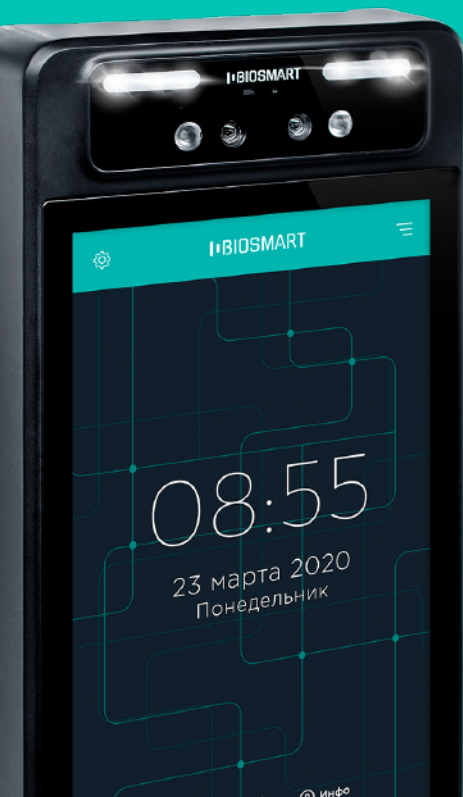 BIOSMART
BIOSMART
08:55
23 марта 2020
Понедельник
Инфо